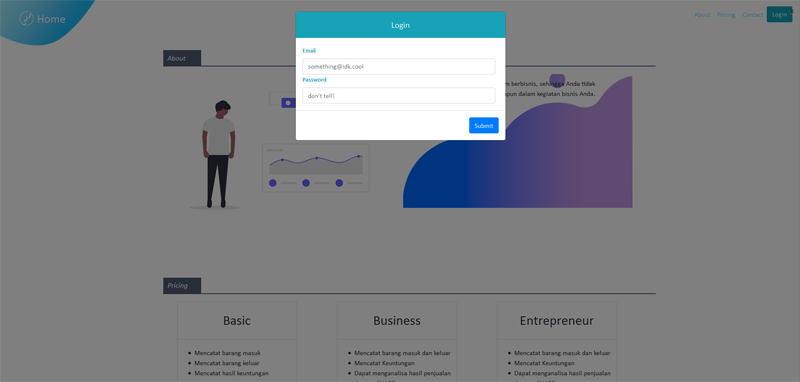 Home
About
Pricing
Contact
Login
Login
Email
something@idk.cool
Password
don't tell!
Submit
About
m berbisnis, sehingga Anda tidak
pun dalam kegiatan bisnis Anda.
Pricing
Basic
Mencatat barang masuk
Mencatat barang keluar
Mencatat hasil keuntungan
Business
Mencatat barang masuk dan keluar
Mencatat Keuntungan
Dapat menganalisa hasil penjualan
Entrepreneur
Mencatat barang masuk dan keluar
Mencatat Keuntungan
Dapat menganalisa hasil penjualan